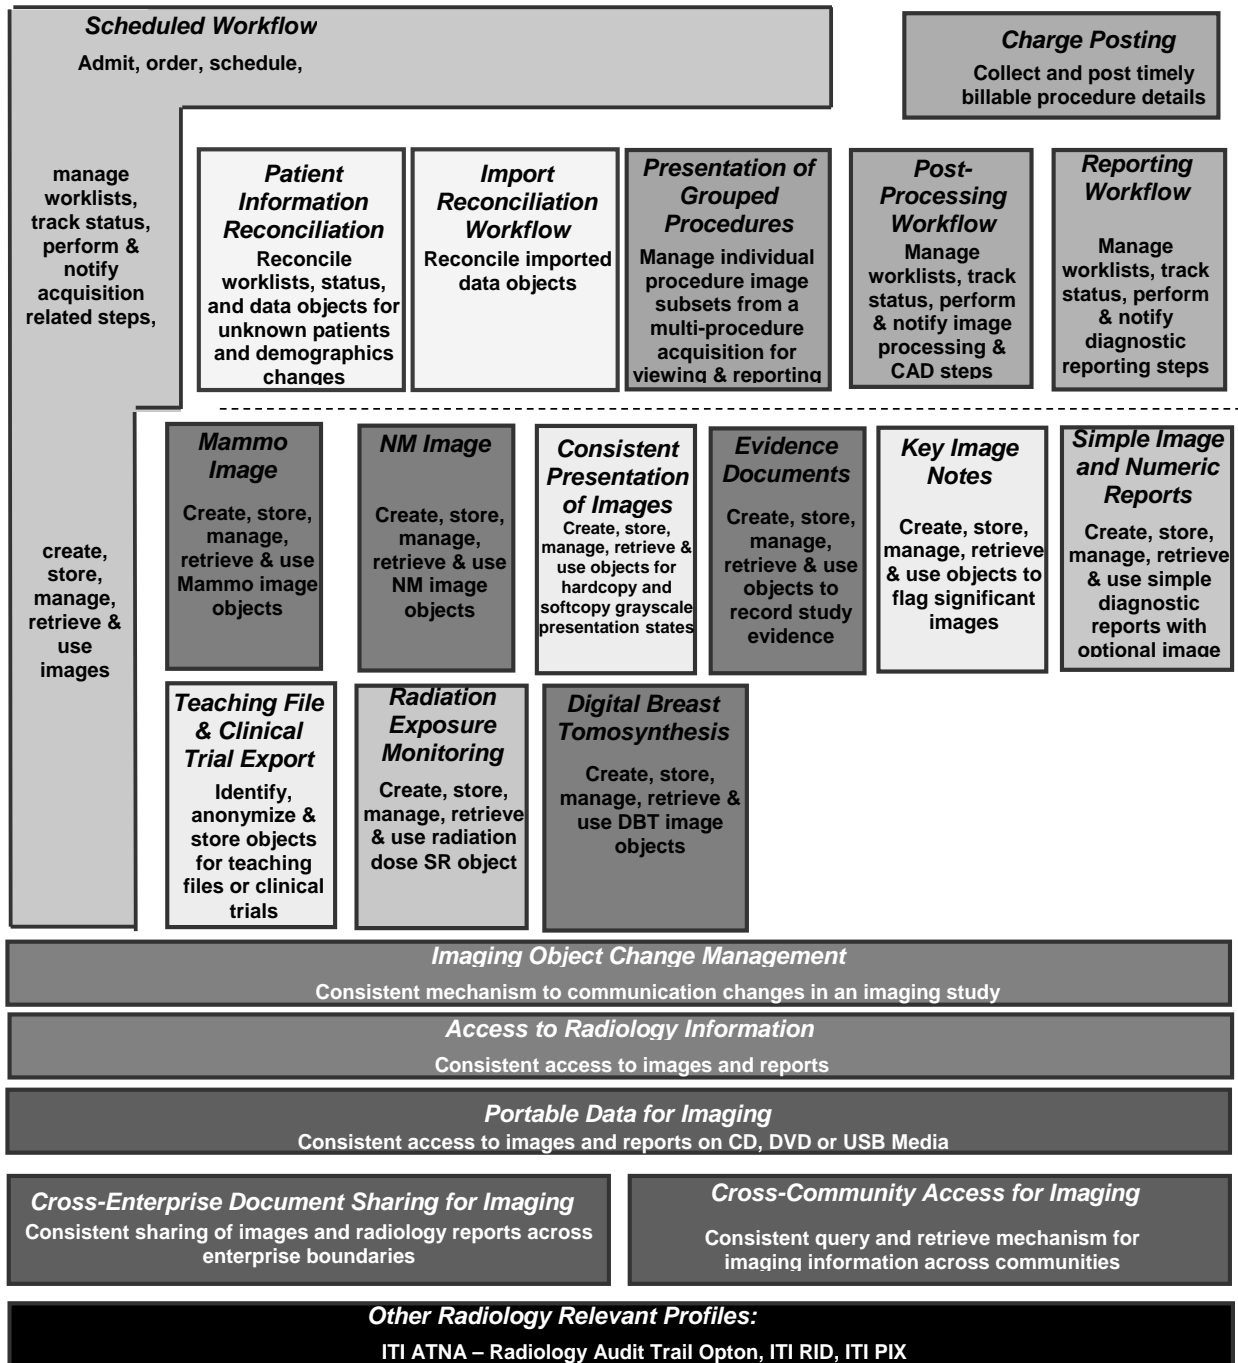 Scheduled Workflow
Admit, order, schedule,
Charge Posting
Collect and post timely
billable procedure details
manage
worklists,
track status,
perform &
notify
acquisition
related steps,
Patient
Information
Reconciliation
Reconcile
worklists, status,
and data objects for
unknown patients
and demographics
changes
Import
Reconciliation
Workflow
Reconcile imported
data objects
Presentation of
Grouped
Procedures
Manage individual
procedure image
subsets from a
multi-procedure
acquisition for
viewing & reporting
Post-
Processing
Workflow
Manage
worklists, track
status, perform
& notify image
processing &
CAD steps
Reporting
Workflow
Manage
worklists, track
status, perform
& notify
diagnostic
reporting steps
create,
store,
manage,
retrieve &
use
images
Mammo
Image
Create, store,
manage,
retrieve & use
Mammo image
objects
NM Image
Create, store,
manage,
retrieve & use
NM image
objects
Consistent
Presentation
of Images
Create, store,
manage, retrieve &
use objects for
hardcopy and
softcopy grayscale
presentation states
Evidence
Documents
Create, store,
manage,
retrieve & use
objects to
record study
evidence
Key Image
Notes
Create, store,
manage, retrieve
& use objects to
flag significant
images
Simple Image
and Numeric
Reports
Create, store,
manage, retrieve
& use simple
diagnostic
reports with
optional image
Teaching File
& Clinical
Trial Export
Identify,
anonymize &
store objects
for teaching
files or clinical
trials
Radiation
Exposure
Monitoring
Create, store,
manage, retrieve
& use radiation
dose SR object
Digital Breast
Tomosynthesis
Create, store,
manage, retrieve &
use DBT image
objects
Imaging Object Change Management
Consistent mechanism to communication changes in an imaging study
Access to Radiology Information
Consistent access to images and reports
Portable Data for Imaging
Consistent access to images and reports on CD, DVD or USB Media
Cross-Enterprise Document Sharing for Imaging
Consistent sharing of images and radiology reports across
enterprise boundaries
Cross-Community Access for Imaging
Consistent query and retrieve mechanism for
imaging information across communities
Other Radiology Relevant Profiles:
ITI ATNA – Radiology Audit Trail Opton, ITI RID, ITI PIX